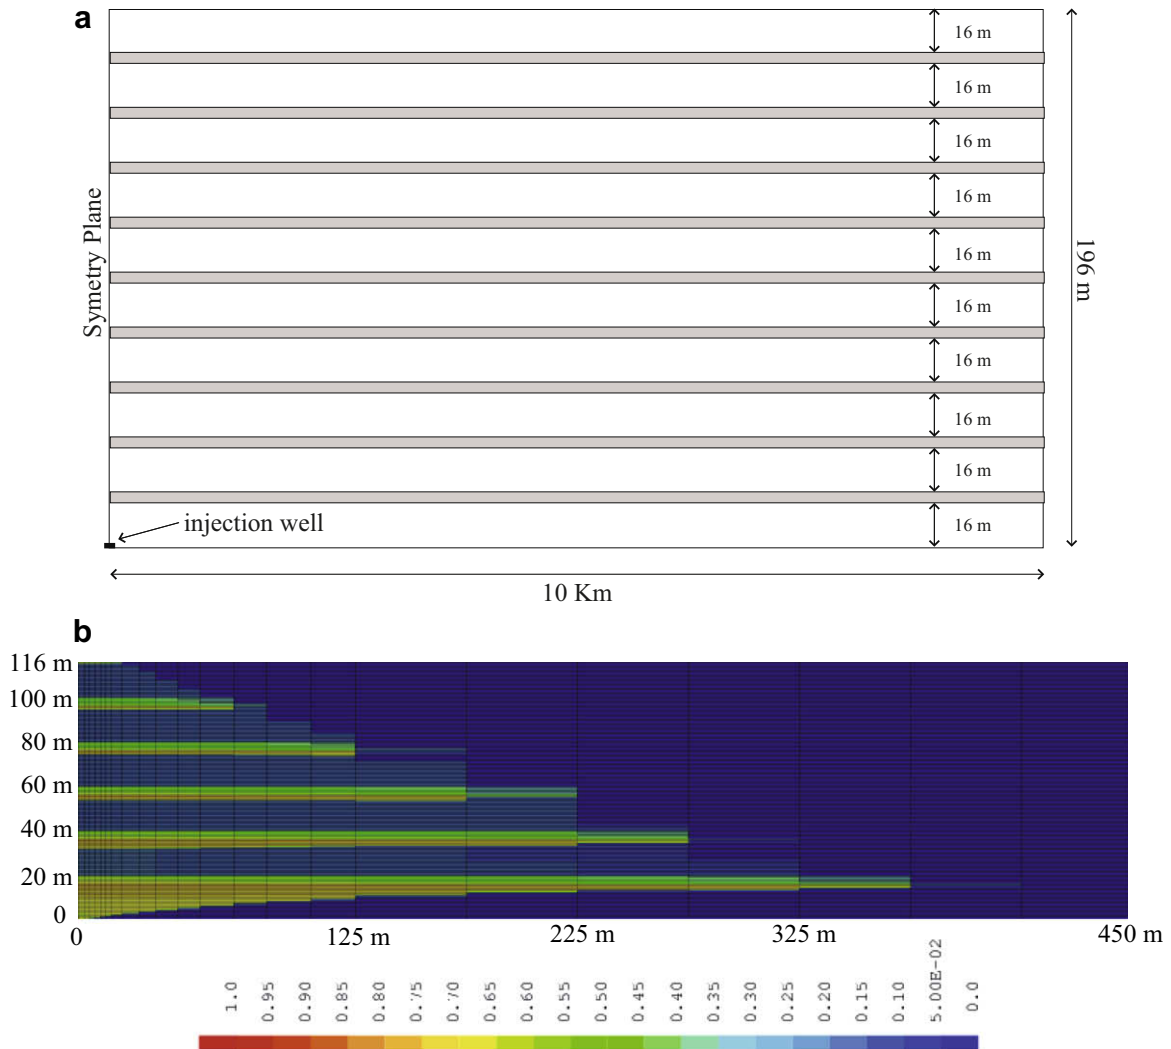 a
16 m
16 m
16 m
16 m
16 m
16 m
16 m
16 m
16 m
16 m
Symetry Plane
196 m
injection well
10 Km
b
116 m
100 m
80 m
60 m
40 m
20 m
0
0
125 m
225 m
325 m
450 m
1.0
0.95
0.90
0.85
0.80
0.75
0.70
0.65
0.60
0.55
0.50
0.45
0.40
0.35
0.30
0.25
0.20
0.15
0.10
5.00E-02
0.0